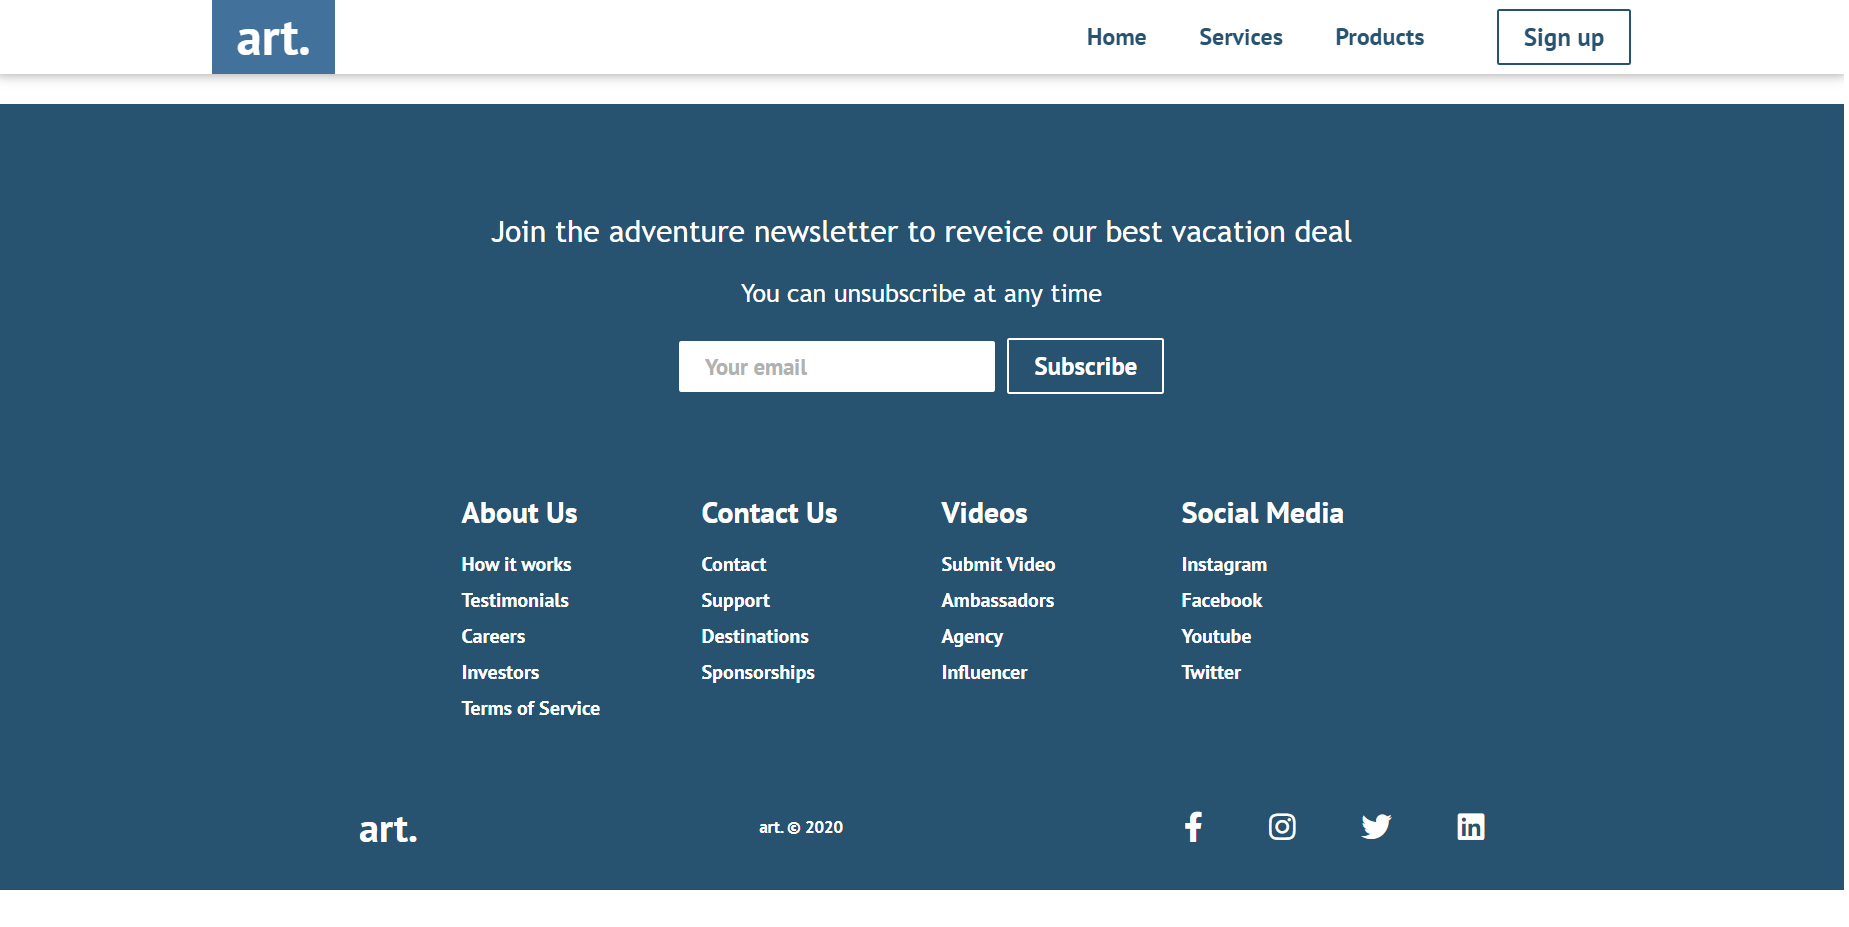 art.
Home Services Products Sign up
Join the adventure newsletter to reveice our best vacation deal
You can unsubscribe at any time
Your email Subscribe
About Us
How it works
Testimonials
Careers
Investors
Terms of Service
Contact Us
Contact
Support
Destinations
Sponsorships
Videos
Submit Video
Ambassadors
Agency
Influencer
Social Media
Instagram
Facebook
Youtube
Twitter
art.
art. © 2020